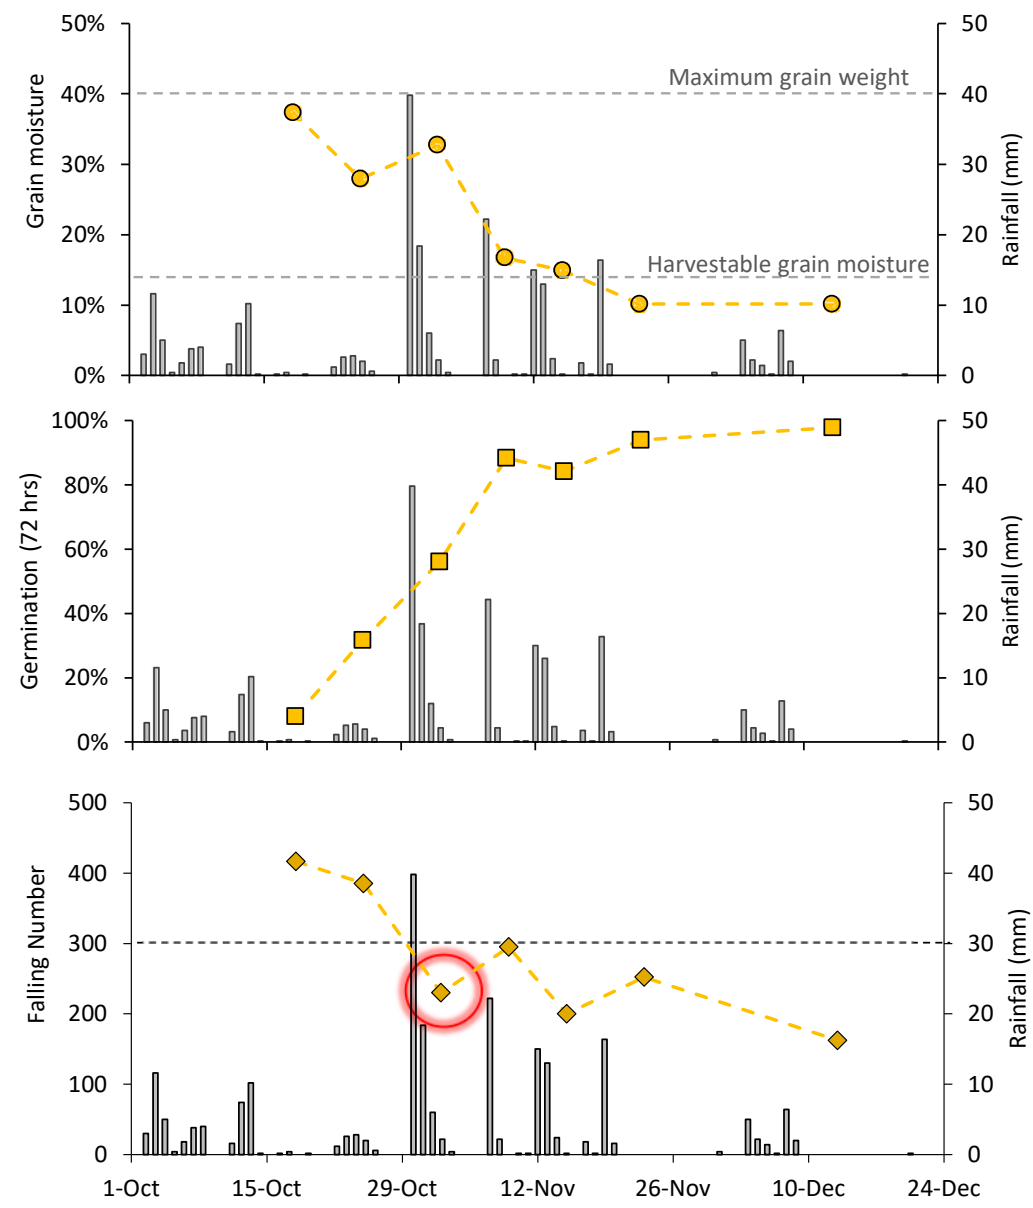 50% 50
40% Maximum grain weight 40
30% 30
20% 20
Harvestable grain moisture
10% 10
0% 0
Grain moisture
Rainfall (mm)
100% 50
80% 40
60% 30
40% 20
20% 10
0% 0
Germination (72 hrs)
Rainfall (mm)
500 50
400 40
300 30
200 20
100 10
0 0
Falling Number
Rainfall (mm)
1-Oct 15-Oct 29-Oct 12-Nov 26-Nov 10-Dec 24-Dec